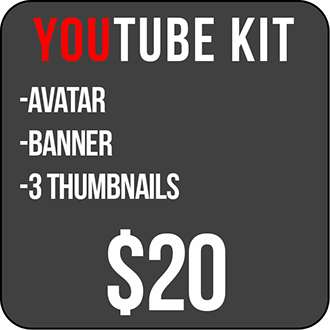 YOUTUBE KIT
-AVATAR
-BANNER
-3 THUMBNAILS
$20